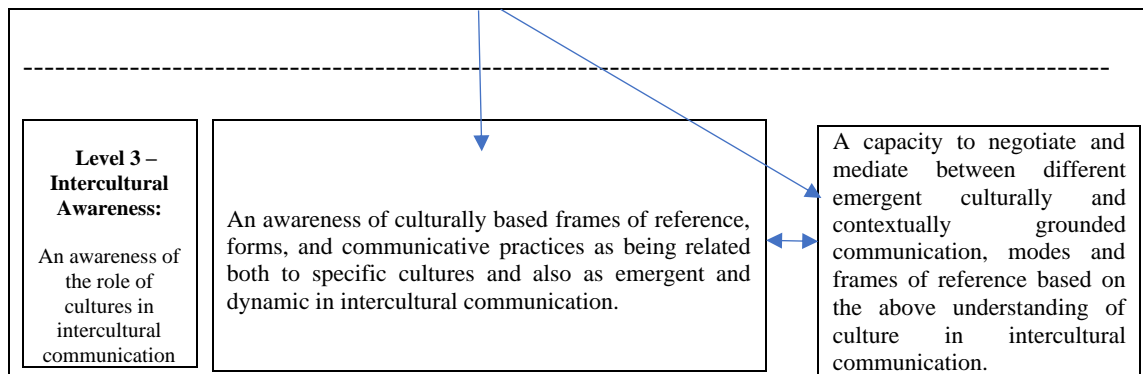 Level 3 –
Intercultural
Awareness:
An awareness of
the role of
cultures in
intercultural
communication
An awareness of culturally based frames of reference,
forms, and communicative practices as being related
both to specific cultures and also as emergent and
dynamic in intercultural communication.
A capacity to negotiate and
mediate between different
emergent culturally and
contextually grounded
communication, modes and
frames of reference based on
the above understanding of
culture in intercultural
communication.